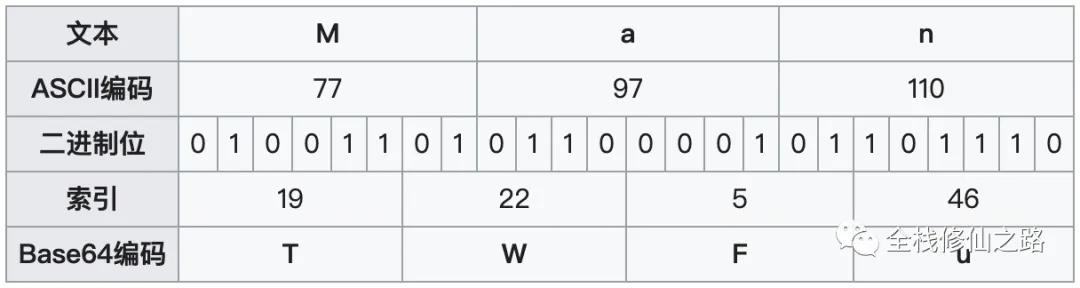 文本 M a n
ASCII编码 77 97 110
二进制位 0 1 0 0 1 1 0 1 0 1 1 0 0 0 0 1 0 1 1 0 1 1 1 0
索引 19 22 5 46
Base64编码 T W F u
全栈修仙之路